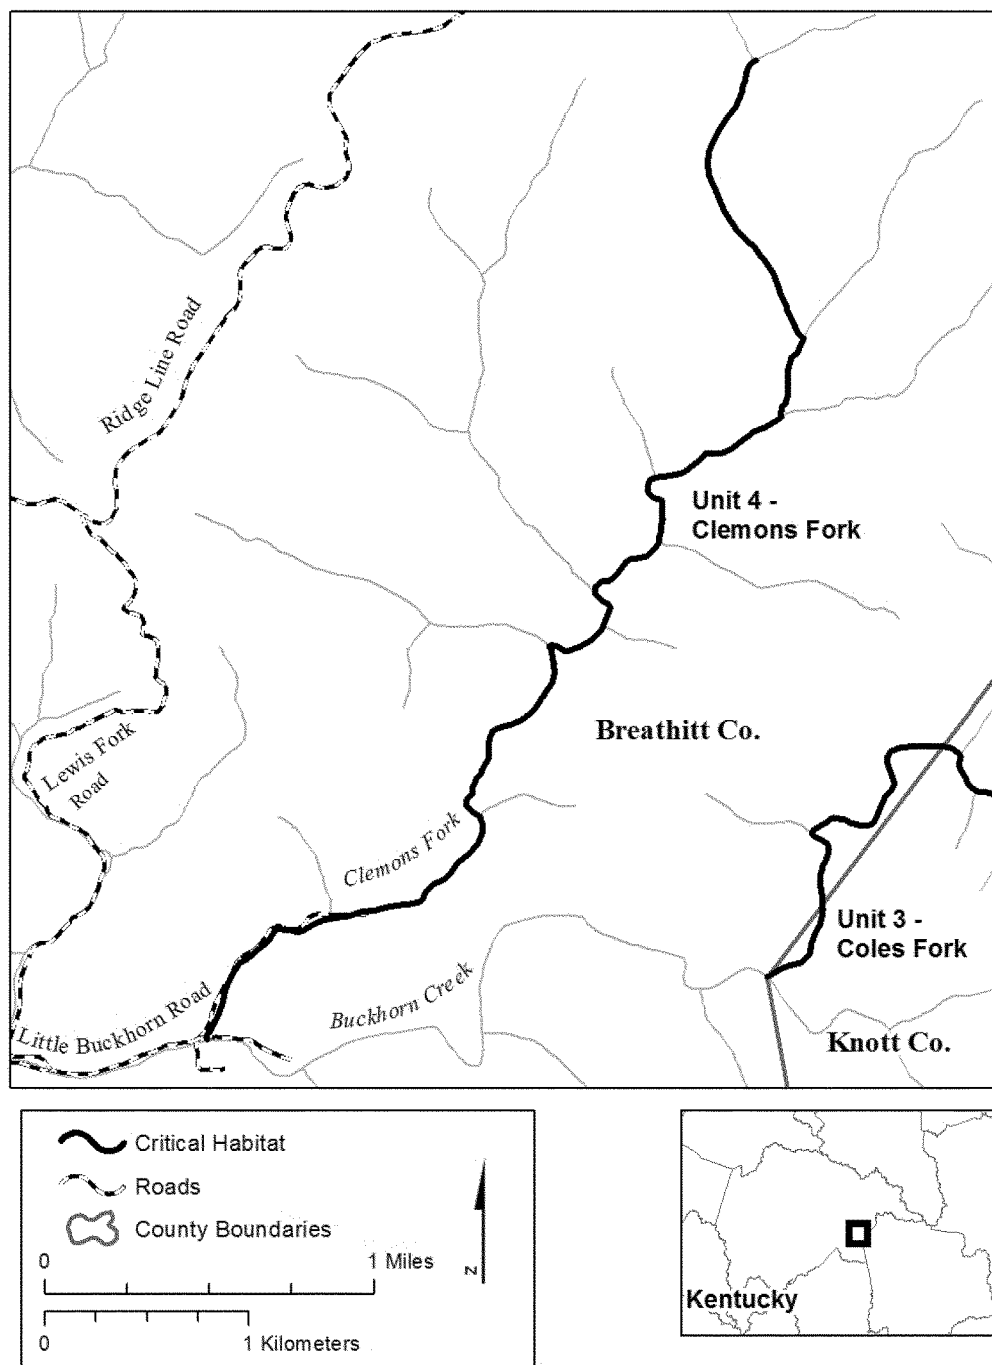 Ridge Line Road
Unit 4 -
Clemons Fork
Breathitt Co.
Lewis Fork
Road
Clemons Fork
Unit 3 -
Coles Fork
Buckhorn Creek
Little Buckhorn Road
Knott Co.
Critical Habitat
Roads
County Boundaries
0 1 Miles
0 1 Kilometers
N
Kentucky